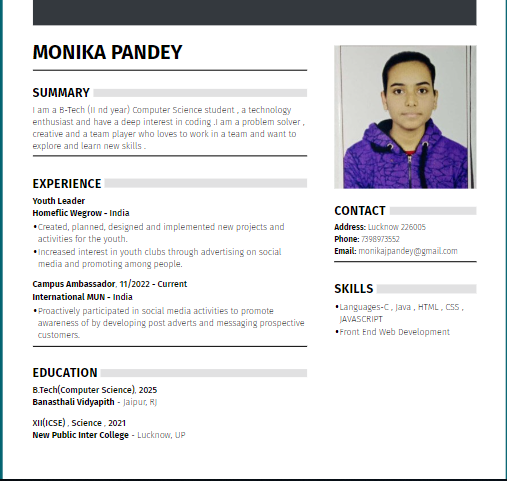 MONIKA PANDEY
SUMMARY
I am a B-Tech (II nd year) Computer Science student , a technology
enthusiast and have a deep interest in coding .I am a problem solver ,
creative and a team player who loves to work in a team and want to
explore and learn new skills .
EXPERIENCE
Youth Leader
Homeflic Wegrow - India
•Created, planned, designed and implemented new projects and
activities for the youth.
•Increased interest in youth clubs through advertising on social
media and promoting among people.
Campus Ambassador, 11/2022 - Current
International MUN - India
•Proactively participated in social media activities to promote
awareness of by developing post adverts and messaging prospective
customers.
EDUCATION
B.Tech(Computer Science), 2025
Banasthali Vidyapith - Jaipur, RJ
XII(ICSE) , Science , 2021
New Public Inter College - Lucknow, UP
CONTACT
Address: Lucknow 226005
Phone: 7398973552
Email: monikajpandey@gmail.com
SKILLS
•Languages-C , Java , HTML , CSS ,
JAVASCRIPT
•Front End Web Development